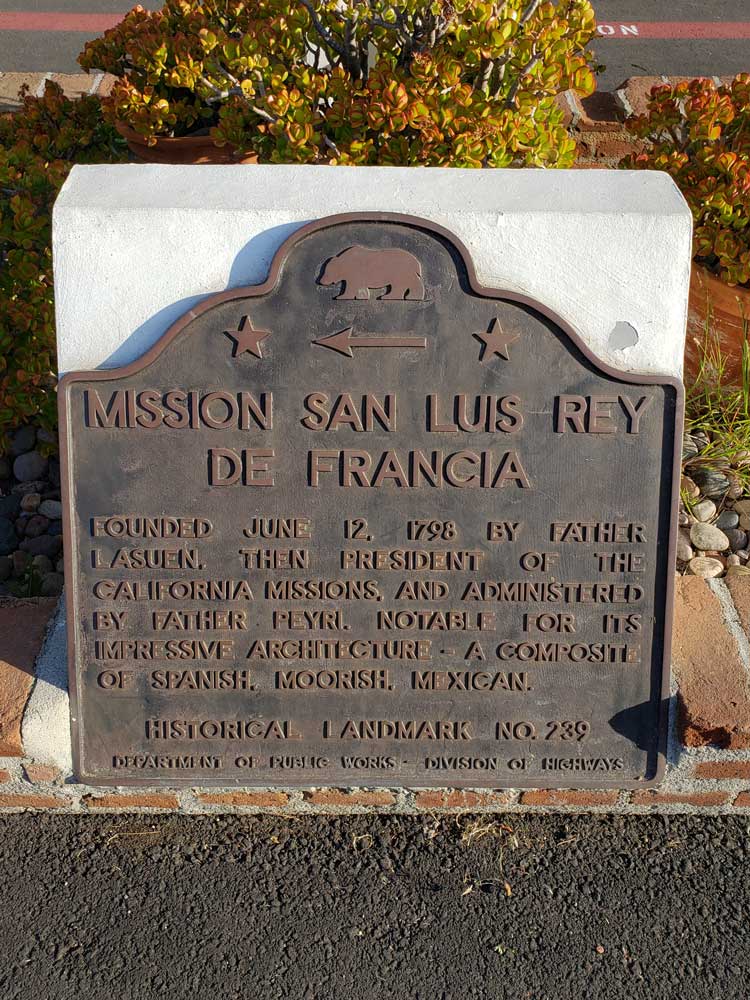 ON
MISSION SAN LUIS REY
DE FRANCIA
FOUNDED JUNE 12, 1798 BY FATHER
LASUEN, THEN PRESIDENT OF THE
CALIFORNIA MISSIONS, AND ADMINISTERED
BY FATHER PEYRI. NOTABLE FOR ITS
IMPRESSIVE ARCHITECTURE - A COMPOSITE
OF SPANISH, MOORISH, MEXICAN.
HISTORICAL LANDMARK NO. 239
DEPARTMENT OF PUBLIC WORKS - DIVISION OF HIGHWAYS